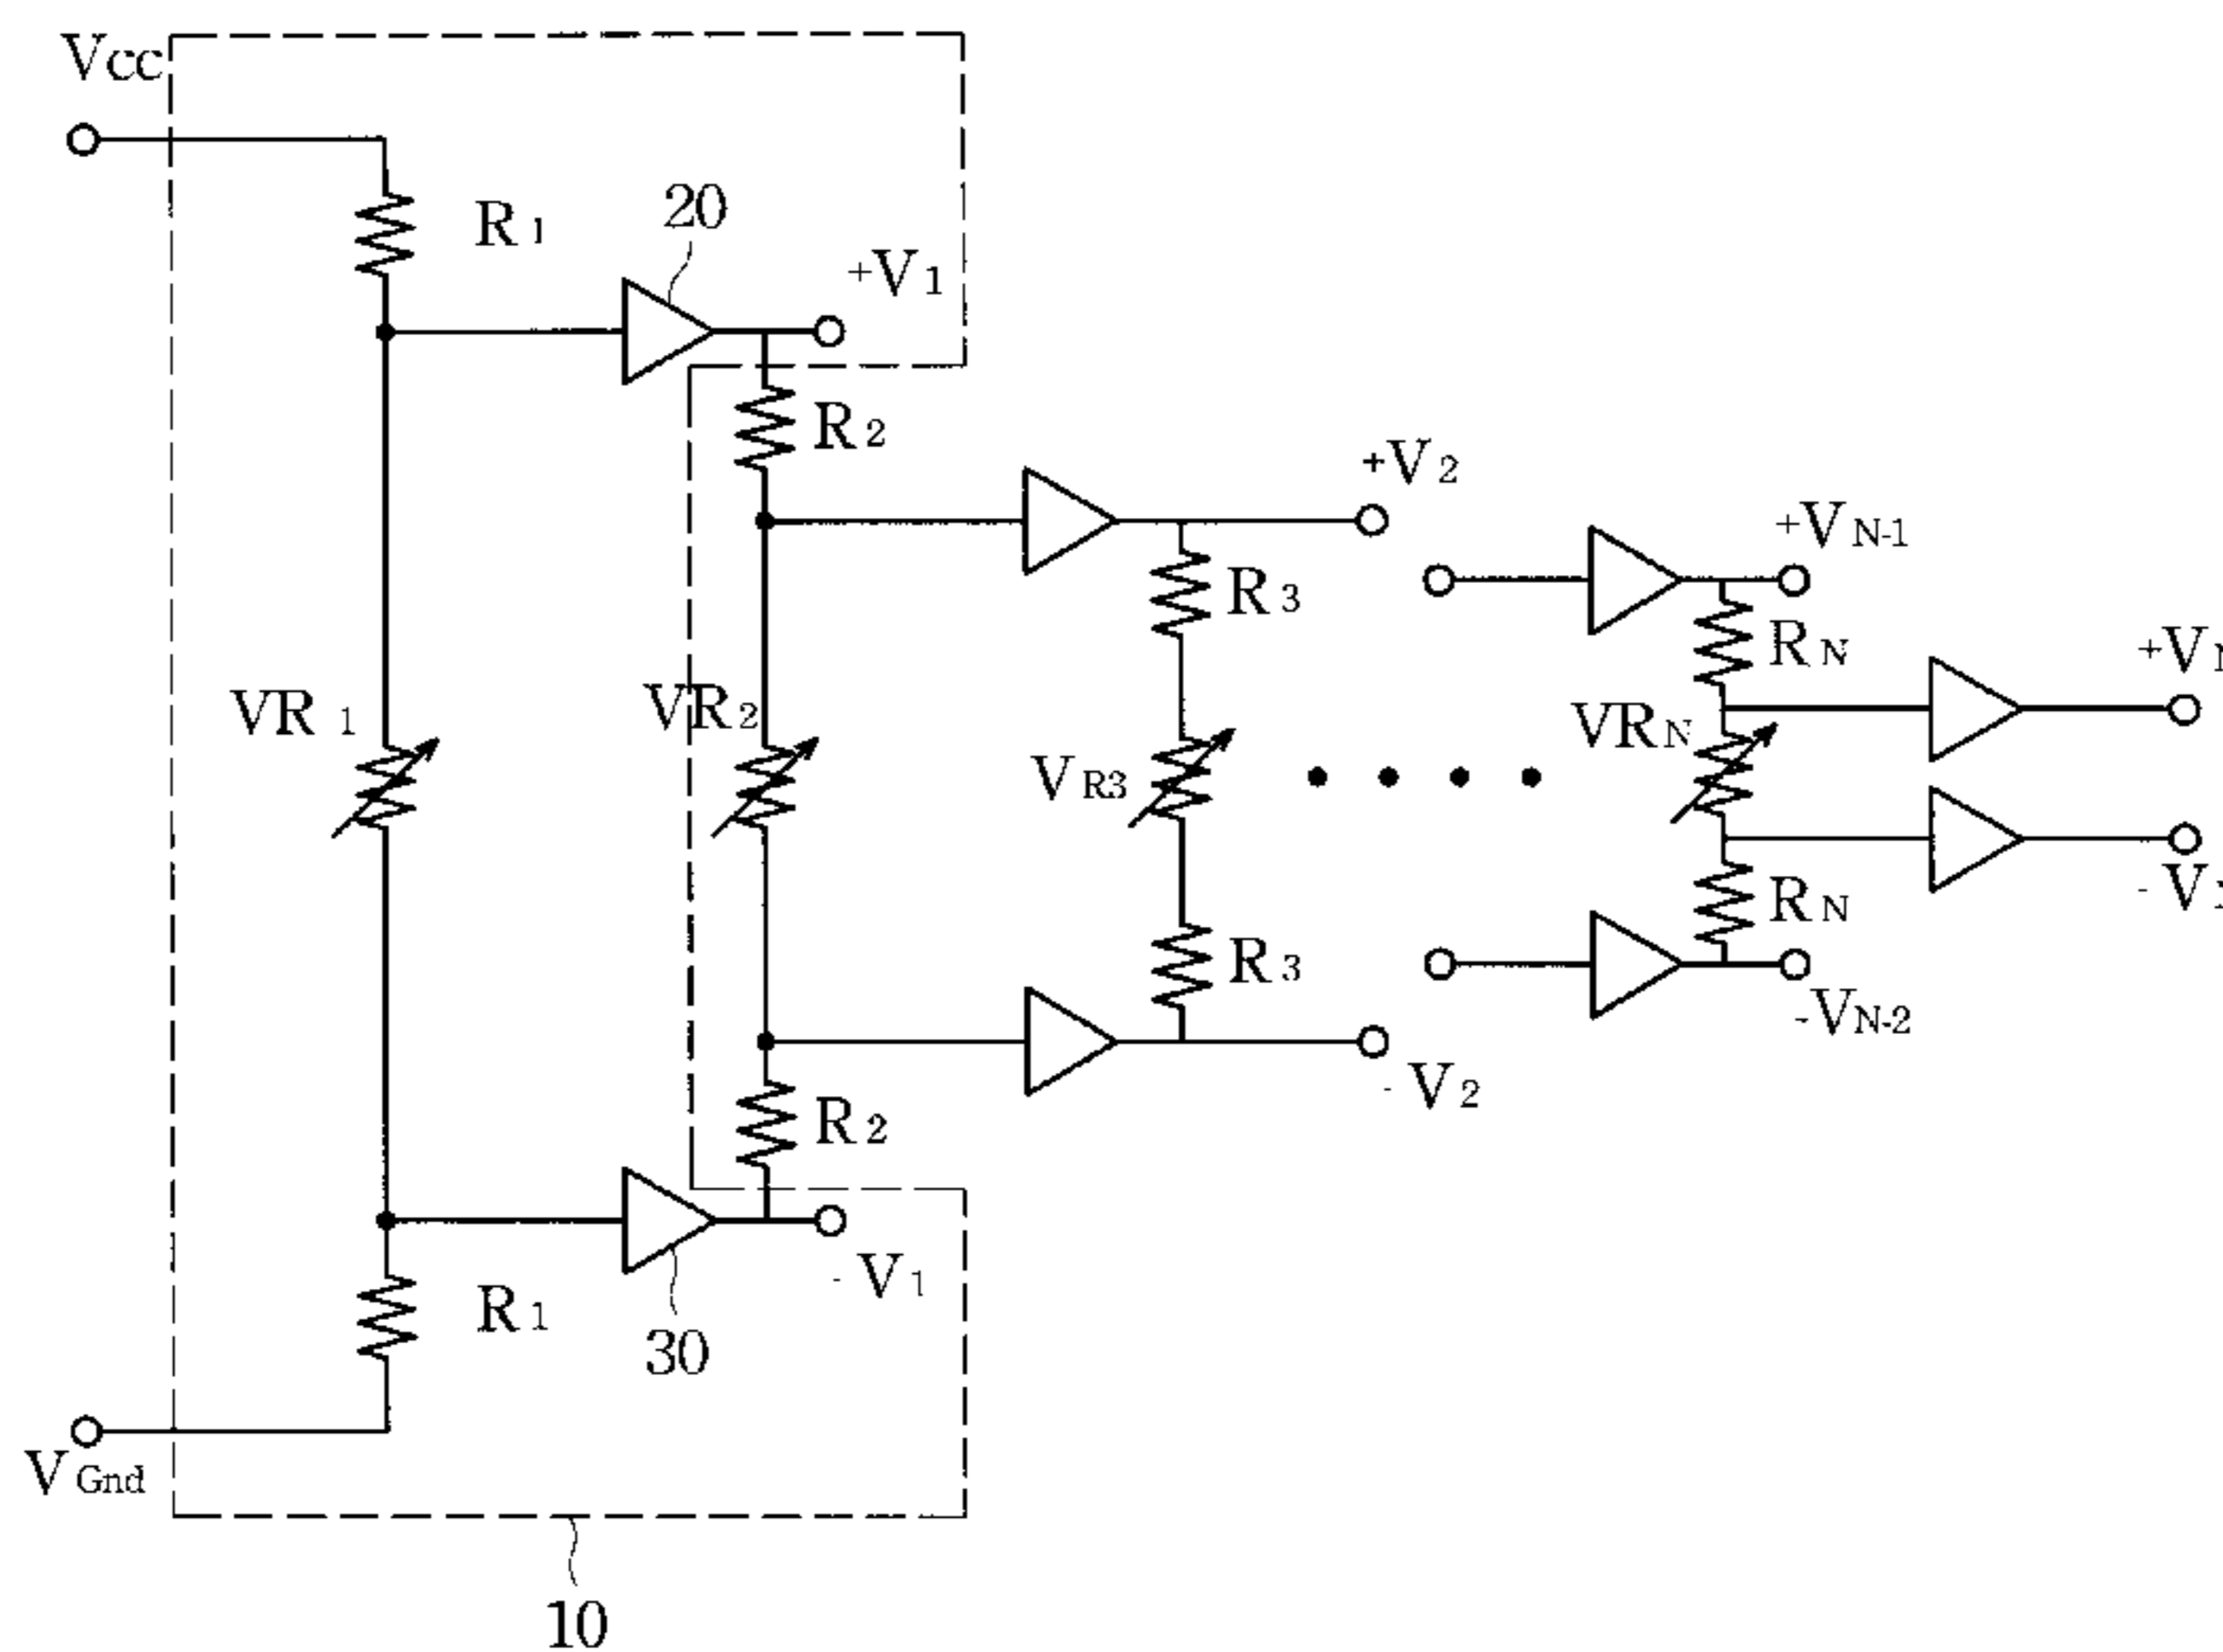 Vcc
R1
20
+V1
R2
+V2
+VN-1
R3
RN
+VN
VR1
VR2
VR3
VRN
RN
- V
R3
-VN-2
- V2
R2
- V1
R1
30
VGnd
10